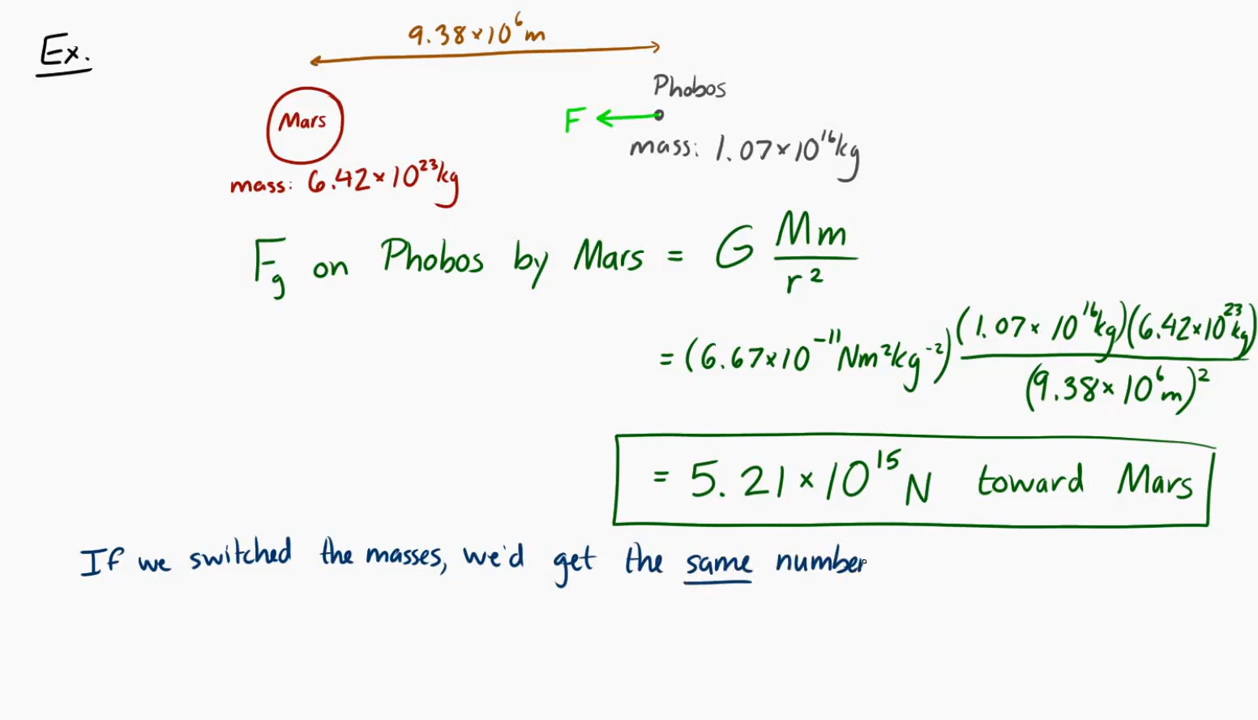 Ex.
9.38×10⁶m
Mars
Phobos
F
mass: 1.07×10¹⁶kg
mass: 6.42×10²³kg
Fg on Phobos by Mars = G Mm / r²
= (6.67×10⁻¹¹Nm²kg⁻²) (1.07×10¹⁶kg)(6.42×10²³kg) / (9.38×10⁶m)²
= 5.21×10¹⁵N toward Mars
If we switched the masses, we'd get the same number